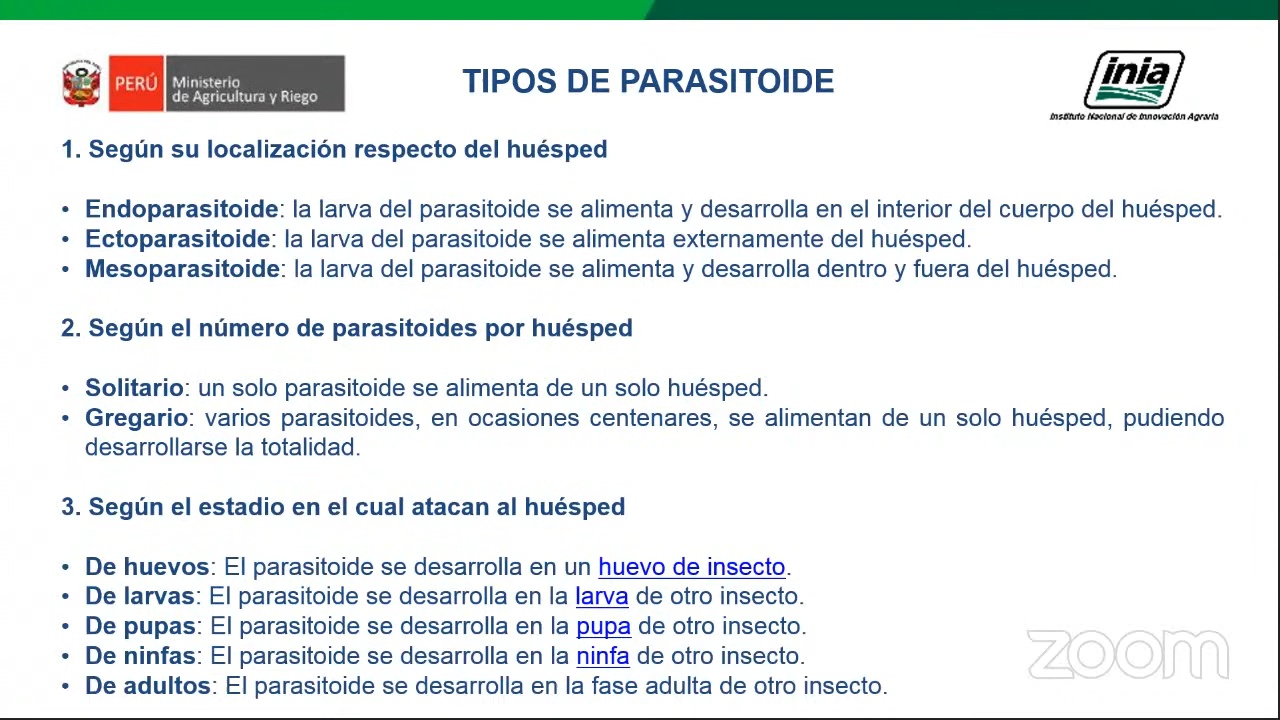 PERÚ
Ministerio
de Agricultura y Riego
TIPOS DE PARASITOIDE
inia
Instituto Nacional de Innovación Agraria
1. Según su localización respecto del huésped
• Endoparasitoide: la larva del parasitoide se alimenta y desarrolla en el interior del cuerpo del huésped.
• Ectoparasitoide: la larva del parasitoide se alimenta externamente del huésped.
• Mesoparasitoide: la larva del parasitoide se alimenta y desarrolla dentro y fuera del huésped.
2. Según el número de parasitoides por huésped
• Solitario: un solo parasitoide se alimenta de un solo huésped.
• Gregario: varios parasitoides, en ocasiones centenares, se alimentan de un solo huésped, pudiendo
desarrollarse la totalidad.
3. Según el estadio en el cual atacan al huésped
• De huevos: El parasitoide se desarrolla en un huevo de insecto.
• De larvas: El parasitoide se desarrolla en la larva de otro insecto.
• De pupas: El parasitoide se desarrolla en la pupa de otro insecto.
• De ninfas: El parasitoide se desarrolla en la ninfa de otro insecto.
• De adultos: El parasitoide se desarrolla en la fase adulta de otro insecto.
zoom